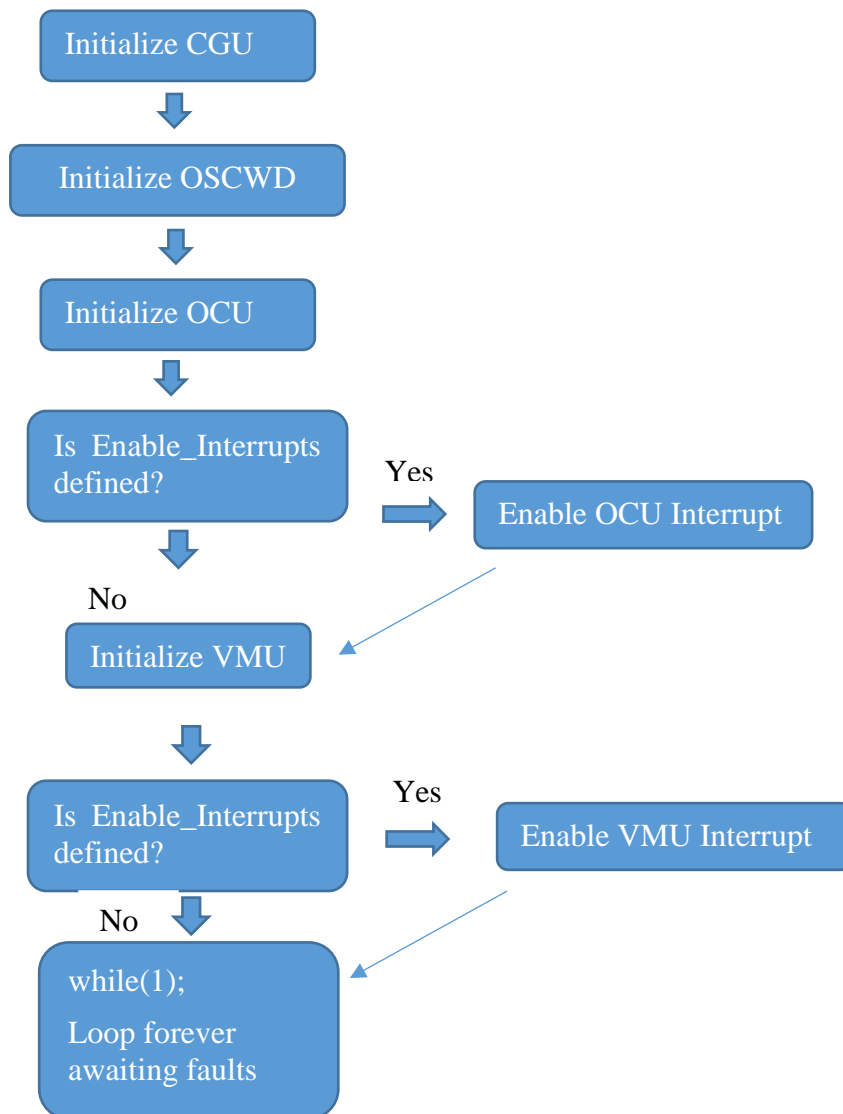 Initialize CGU
Initialize OSCWD
Initialize OCU
Is Enable_Interrupts
defined?
Yes
Enable OCU Interrupt
No
Initialize VMU
Is Enable_Interrupts
defined?
Yes
Enable VMU Interrupt
No
while(1);
Loop forever
awaiting faults